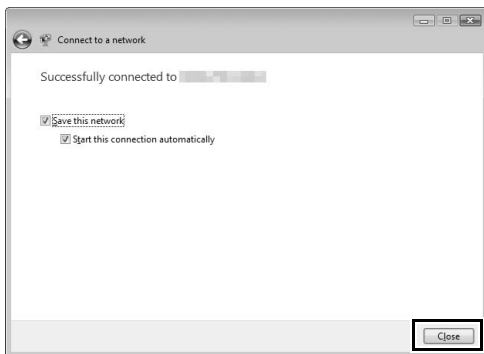 Connect to a network
Successfully connected to
Save this network
Start this connection automatically
Close